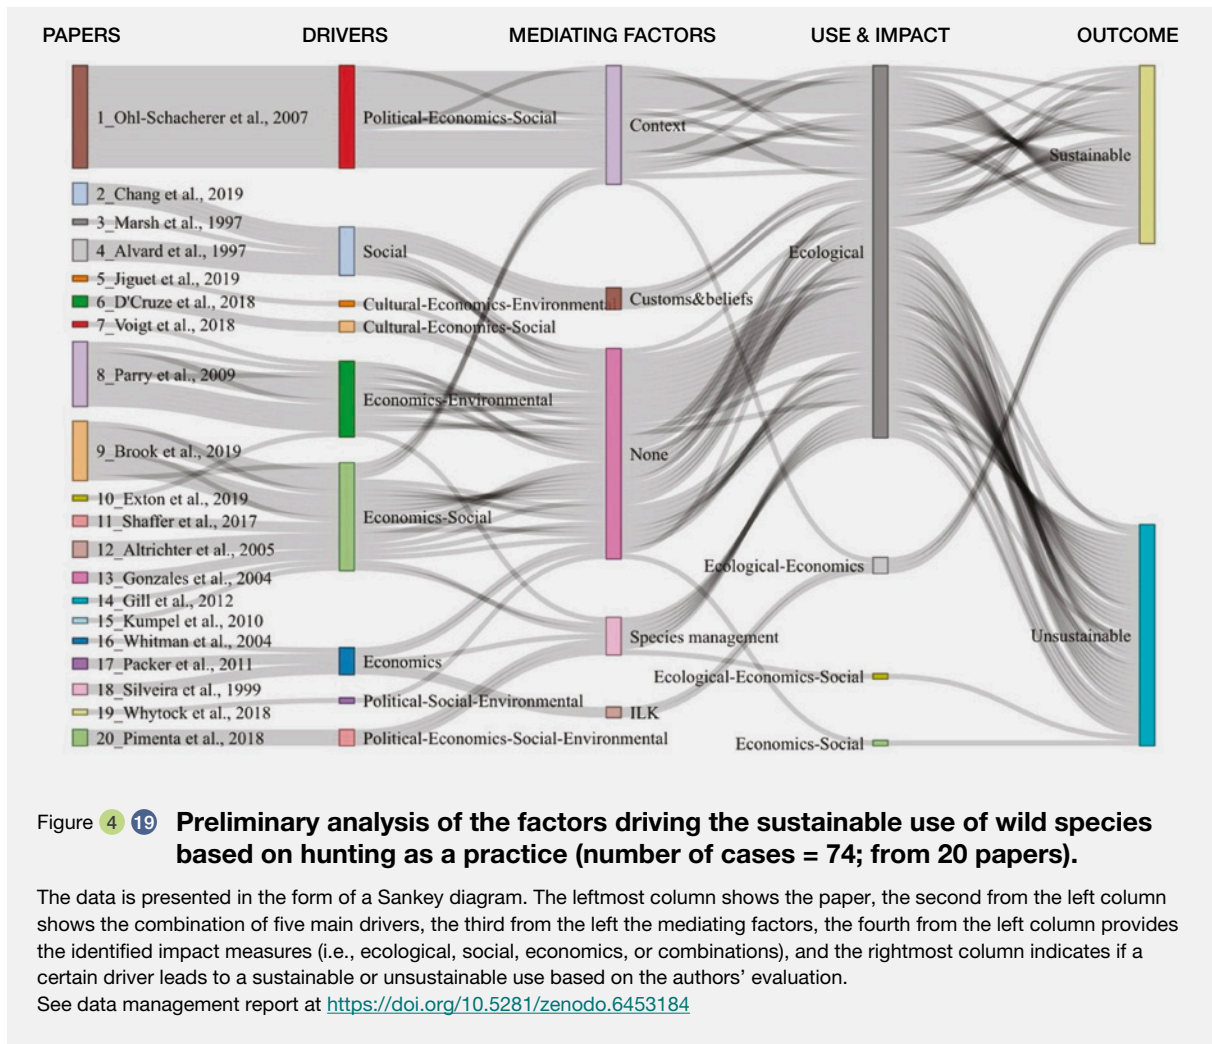 PAPERS DRIVERS MEDIATING FACTORS USE & IMPACT OUTCOME
1_Ohl-Schacherer et al., 2007
2_Chang et al., 2019
3_Marsh et al., 1997
4_Alvard et al., 1997
5_Jiguet et al., 2019
6_D'Cruze et al., 2018
7_Voigt et al., 2018
8_Parry et al., 2009
9_Brook et al., 2019
10_Exton et al., 2019
11_Shaffer et al., 2017
12_Altrichter et al., 2005
13_Gonzales et al., 2004
14_Gill et al., 2012
15_Kumpel et al., 2010
16_Whitman et al., 2004
17_Packer et al., 2011
18_Silveira et al., 1999
19_Whytock et al., 2018
20_Pimenta et al., 2018
Political-Economics-Social
Social
Cultural-Economics-Environmental
Cultural-Economics-Social
Economics-Environmental
Economics-Social
Economics
Political-Social-Environmental
Political-Economics-Social-Environmental
Context
Customs&beliefs
None
Species management
ILK
Ecological
Ecological-Economics
Ecological-Economics-Social
Economics-Social
Sustainable
Unsustainable
Figure 4 19 Preliminary analysis of the factors driving the sustainable use of wild species
based on hunting as a practice (number of cases = 74; from 20 papers).
The data is presented in the form of a Sankey diagram. The leftmost column shows the paper, the second from the left column
shows the combination of five main drivers, the third from the left the mediating factors, the fourth from the left column provides
the identified impact measures (i.e., ecological, social, economics, or combinations), and the rightmost column indicates if a
certain driver leads to a sustainable or unsustainable use based on the authors' evaluation.
See data management report at https://doi.org/10.5281/zenodo.6453184